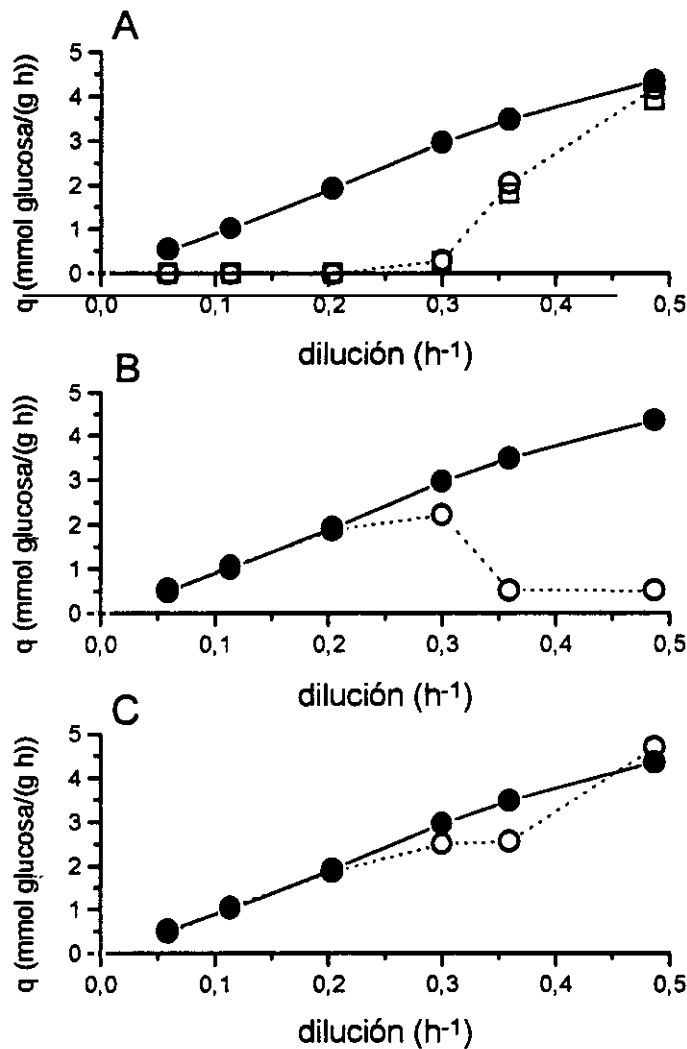 A
5
4
3
2
1
0
q (mmol glucosa/(g h))
0,0 0,1 0,2 0,3 0,4 0,5
dilución (h-1)
B
5
4
3
2
1
0
q (mmol glucosa/(g h))
0,0 0,1 0,2 0,3 0,4 0,5
dilución (h-1)
C
5
4
3
2
1
0
q (mmol glucosa/(g h))
0,0 0,1 0,2 0,3 0,4 0,5
dilución (h-1)